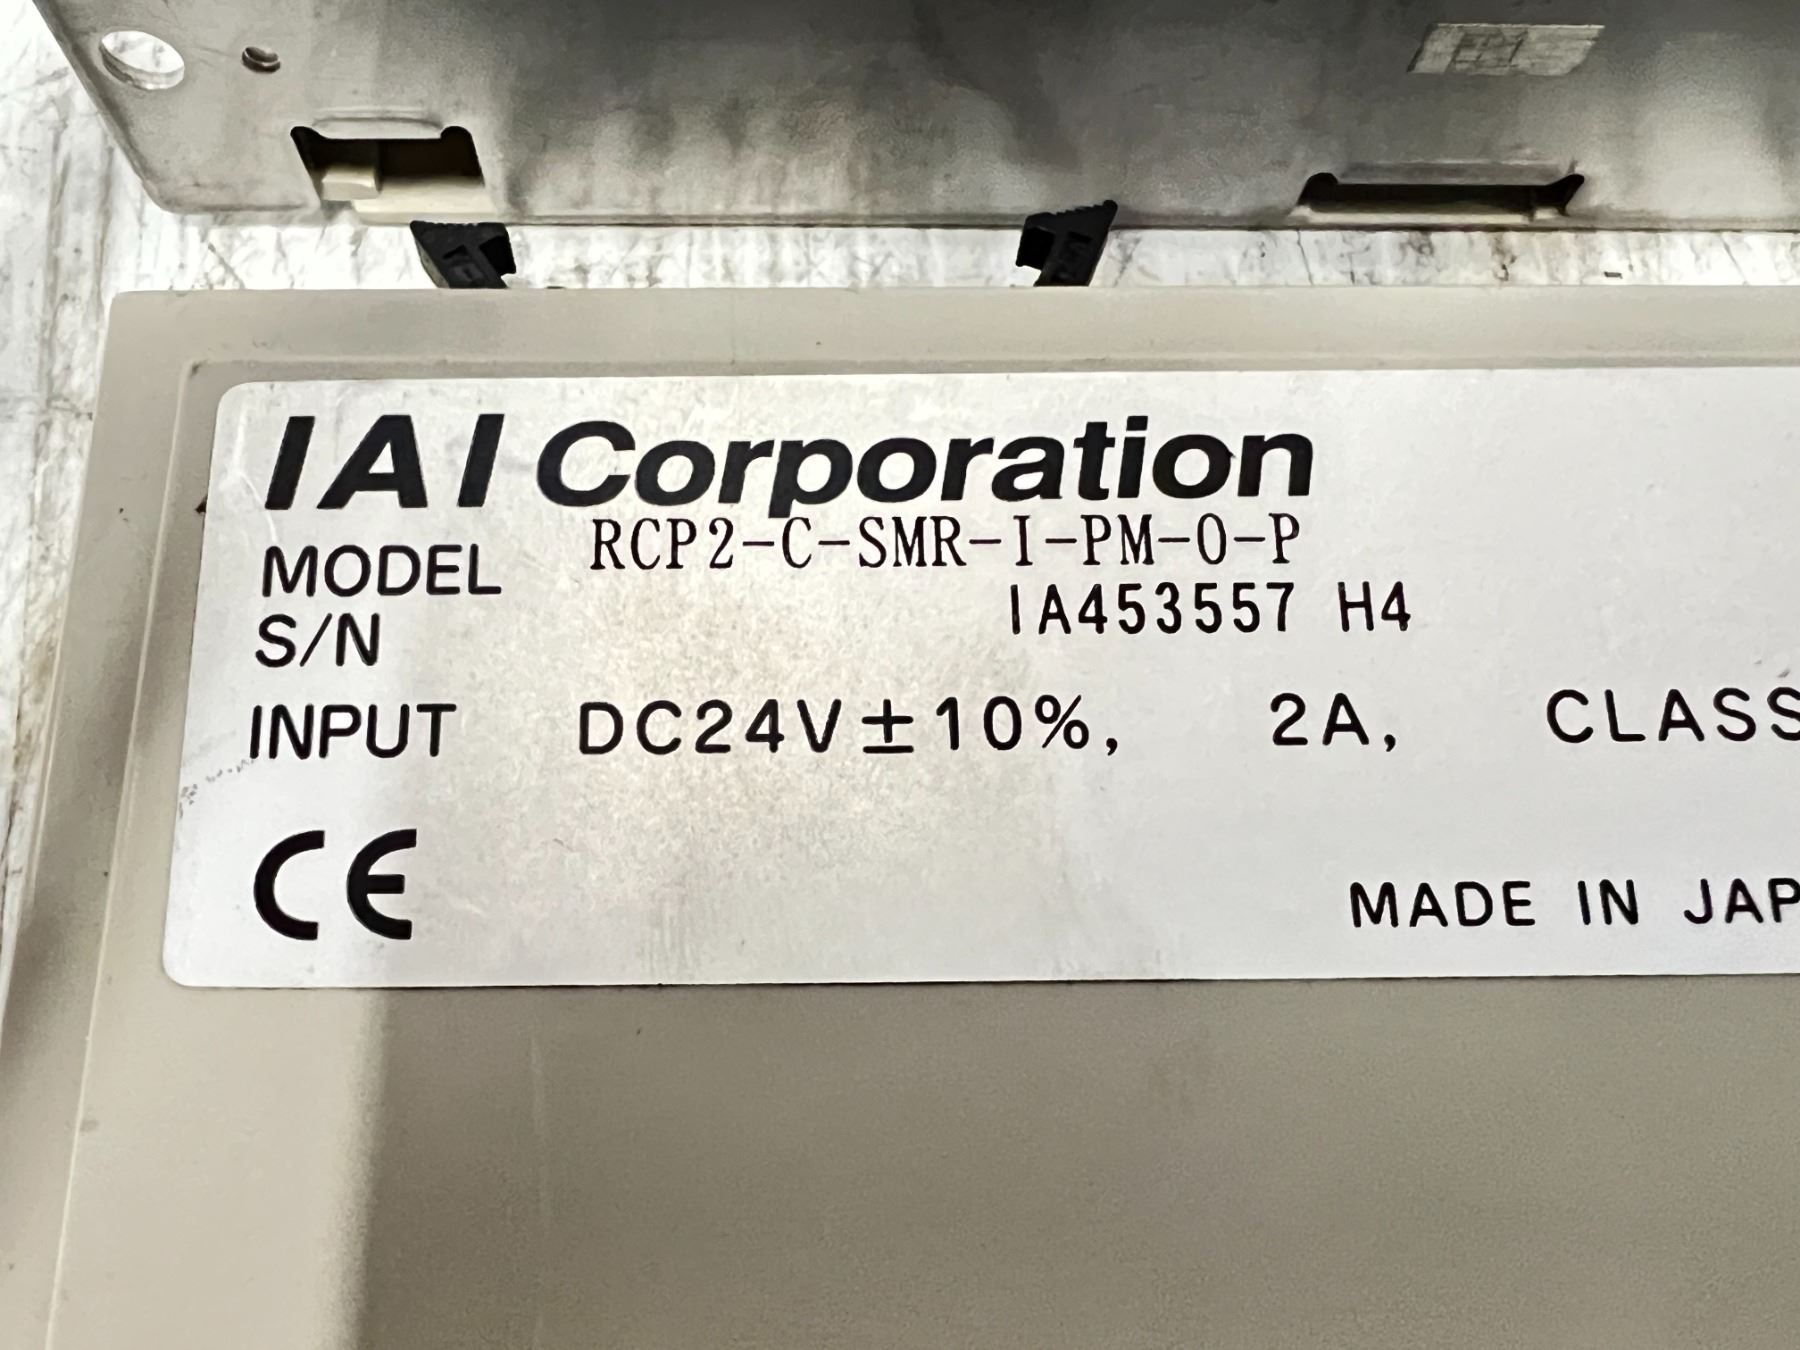 IAI Corporation
MODEL RCP2-C-SMR-I-PM-0-P
S/N IA453557 H4
INPUT DC24V±10%, 2A, CLASS
CE
MADE IN JAP